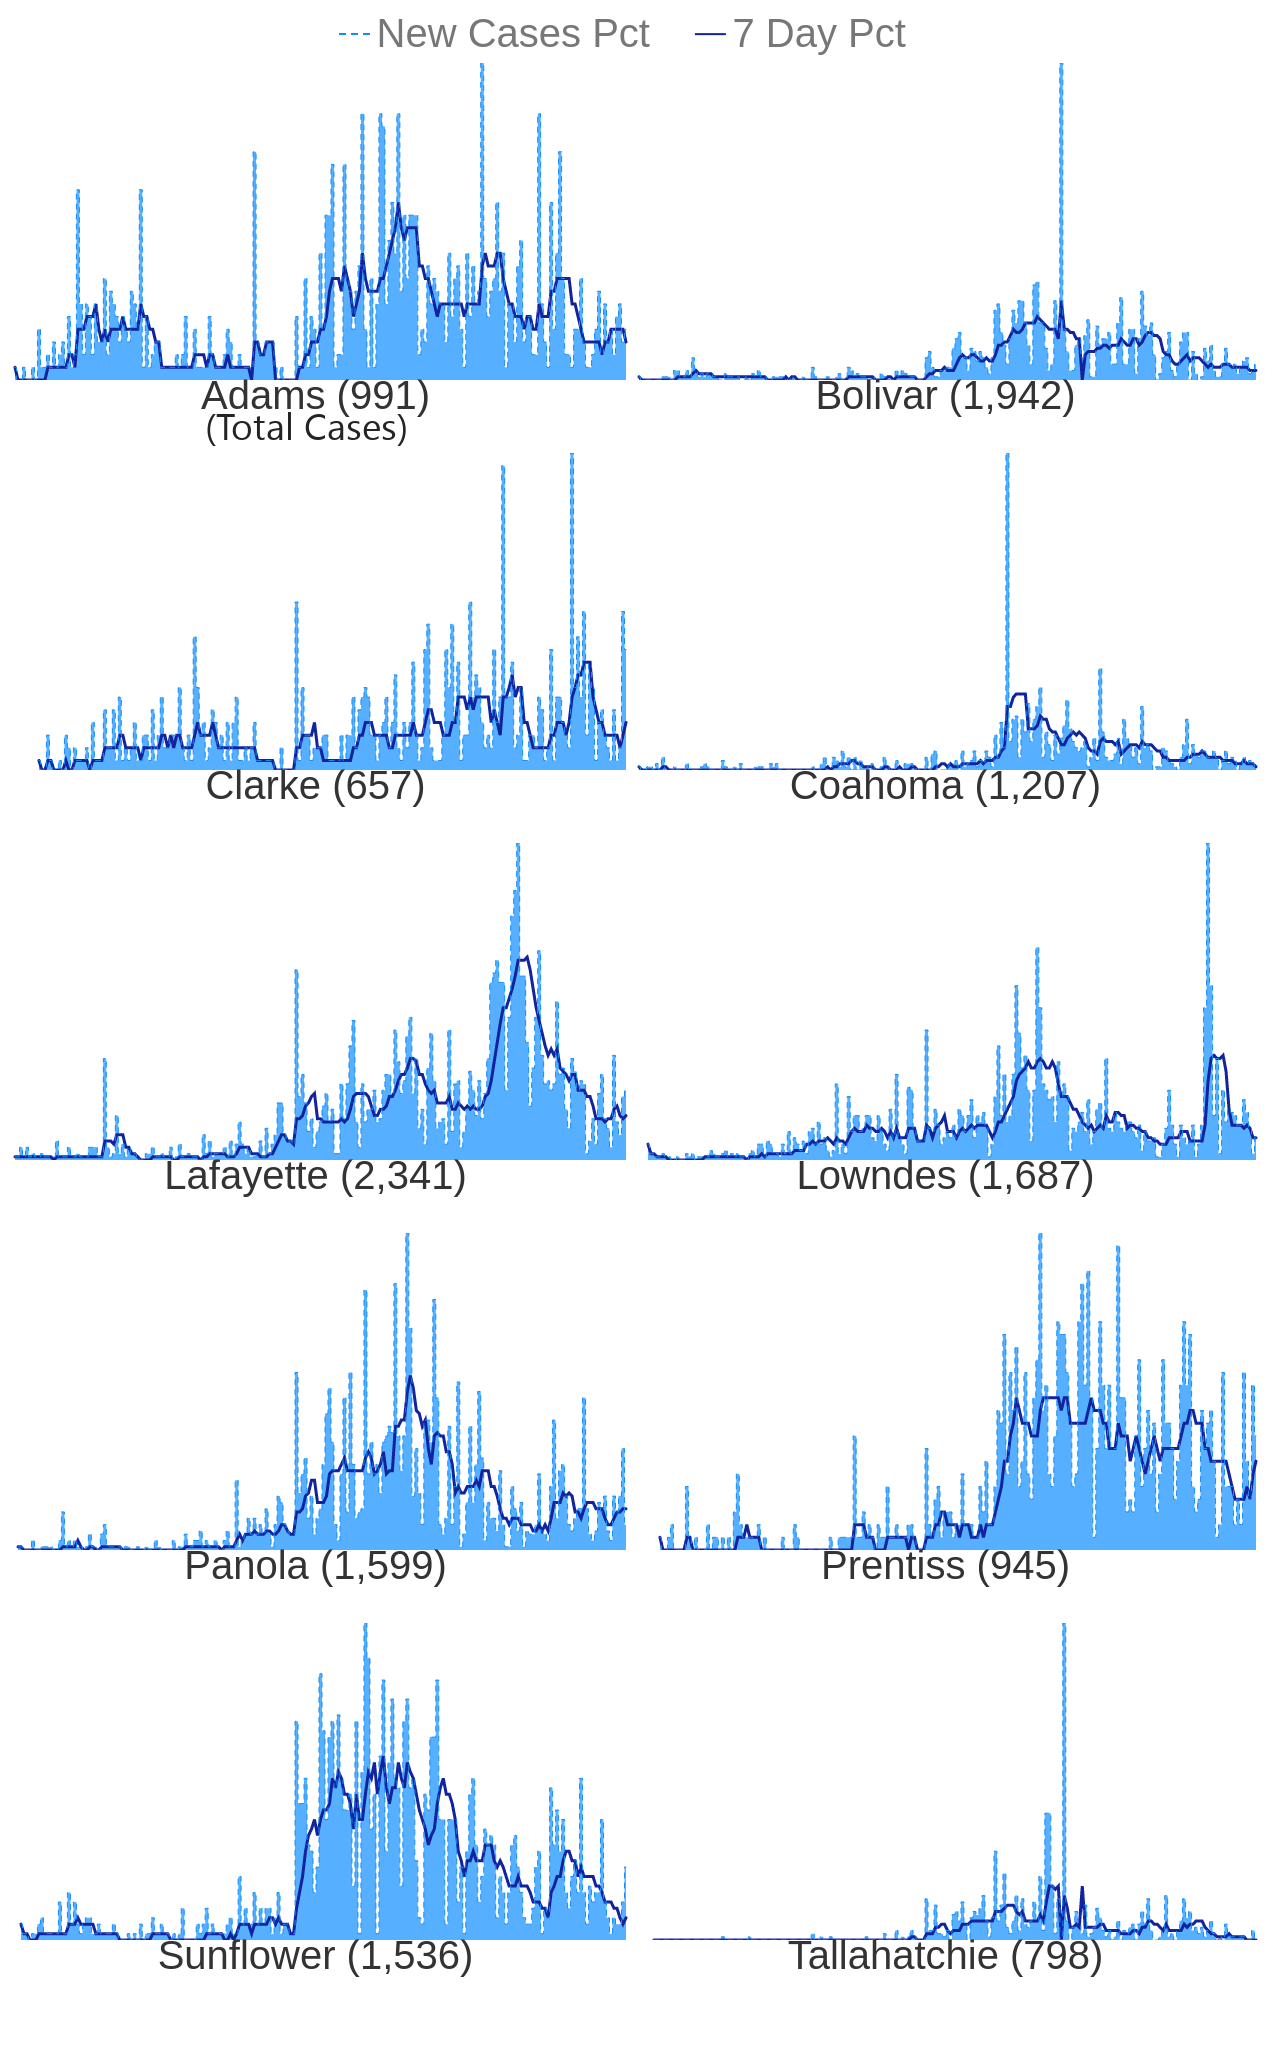 New Cases Pct 7 Day Pct
Adams (991) Bolivar (1,942)
(Total Cases)
Clarke (657) Coahoma (1,207)
Lafayette (2,341) Lowndes (1,687)
Panola (1,599) Prentiss (945)
Sunflower (1,536) Tallahatchie (798)